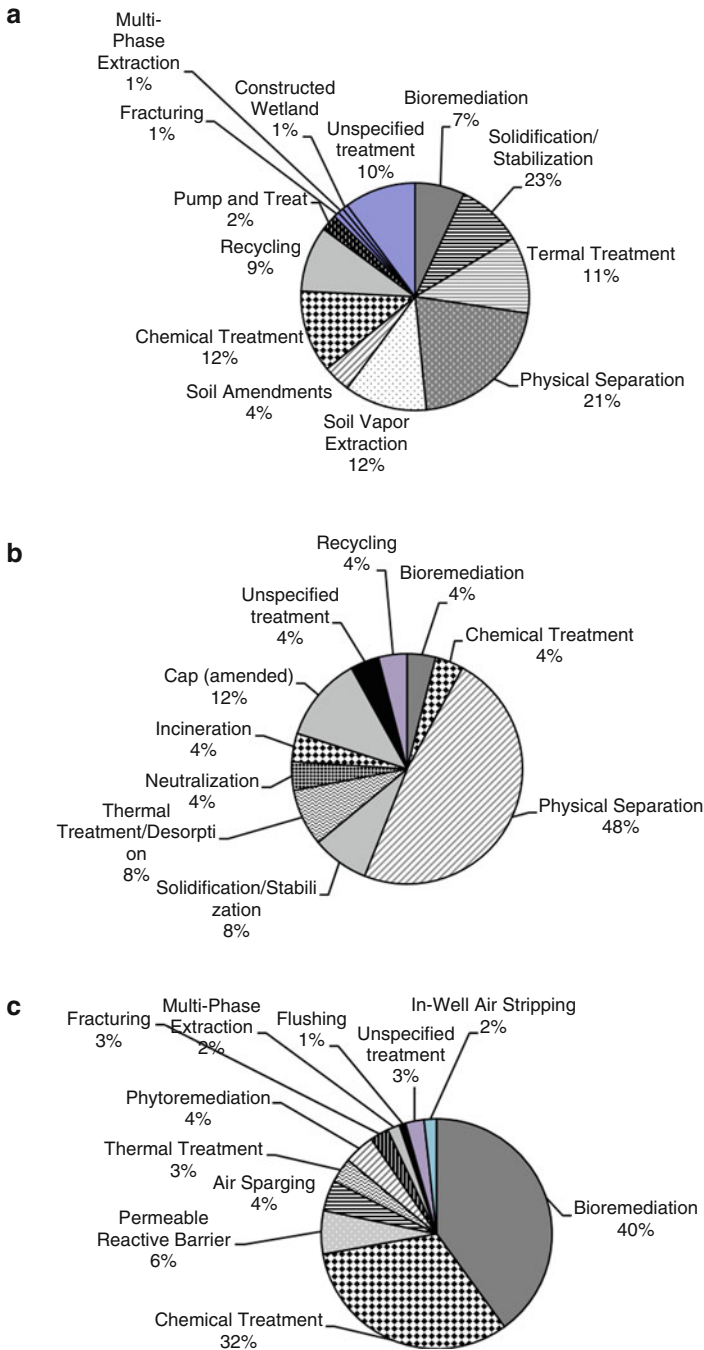 a
Multi-
Phase
Extraction
1%
Fracturing
1%
Constructed
Wetland
1%
Unspecified
treatment
10%
Bioremediation
7%
Solidification/
Stabilization
23%
Termal Treatment
11%
Physical Separation
21%
Soil Vapor
Extraction
12%
Soil Amendments
4%
Chemical Treatment
12%
Recycling
9%
Pump and Treat
2%
b
Recycling
4%
Bioremediation
4%
Chemical Treatment
4%
Physical Separation
48%
Solidification/Stabili
zation
8%
Thermal
Treatment/Desorpti
on
8%
Neutralization
4%
Incineration
4%
Cap (amended)
12%
Unspecified
treatment
4%
c
Fracturing
3%
Multi-Phase
Extraction
2%
Flushing
1%
Unspecified
treatment
3%
In-Well Air Stripping
2%
Bioremediation
40%
Chemical Treatment
32%
Permeable
Reactive Barrier
6%
Air Sparging
4%
Thermal Treatment
3%
Phytoremediation
4%